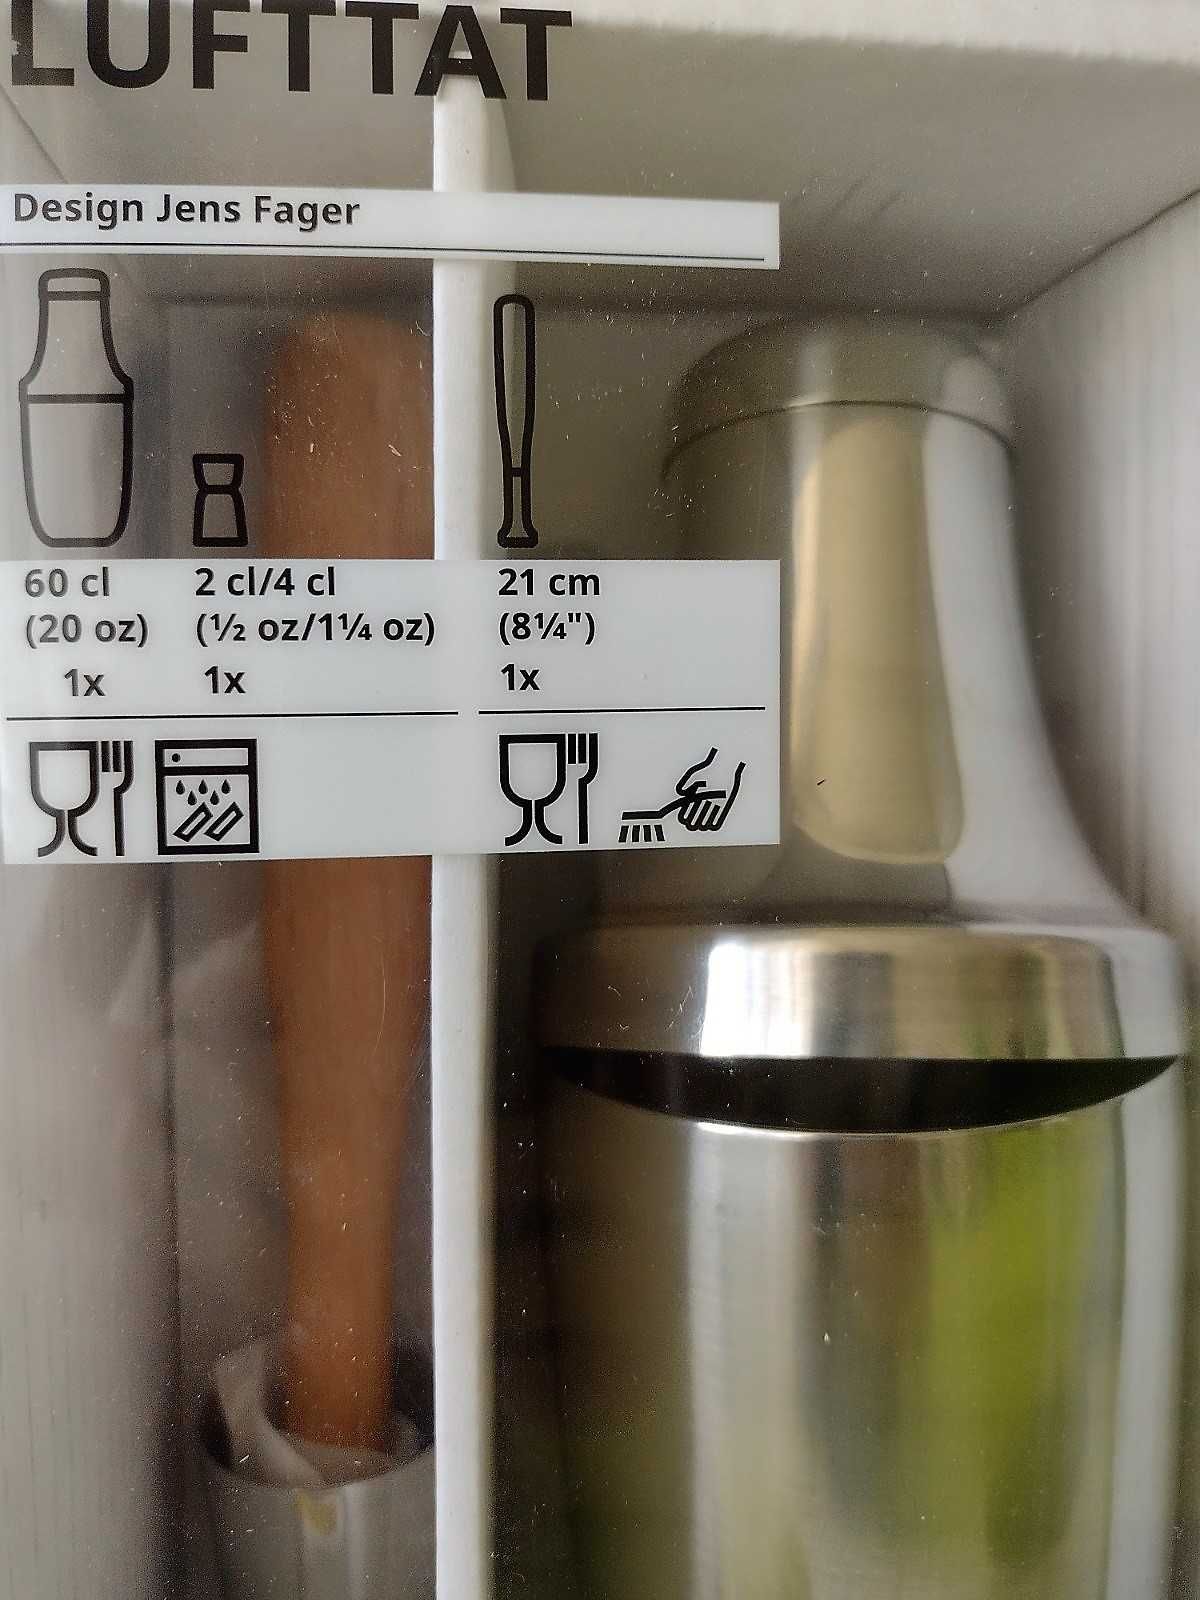 LUFTTAT
Design Jens Fager
60 cl 2 cl/4 cl 21 cm
(20 oz) (½ oz/1¼ oz) (8¼")
1x 1x 1x